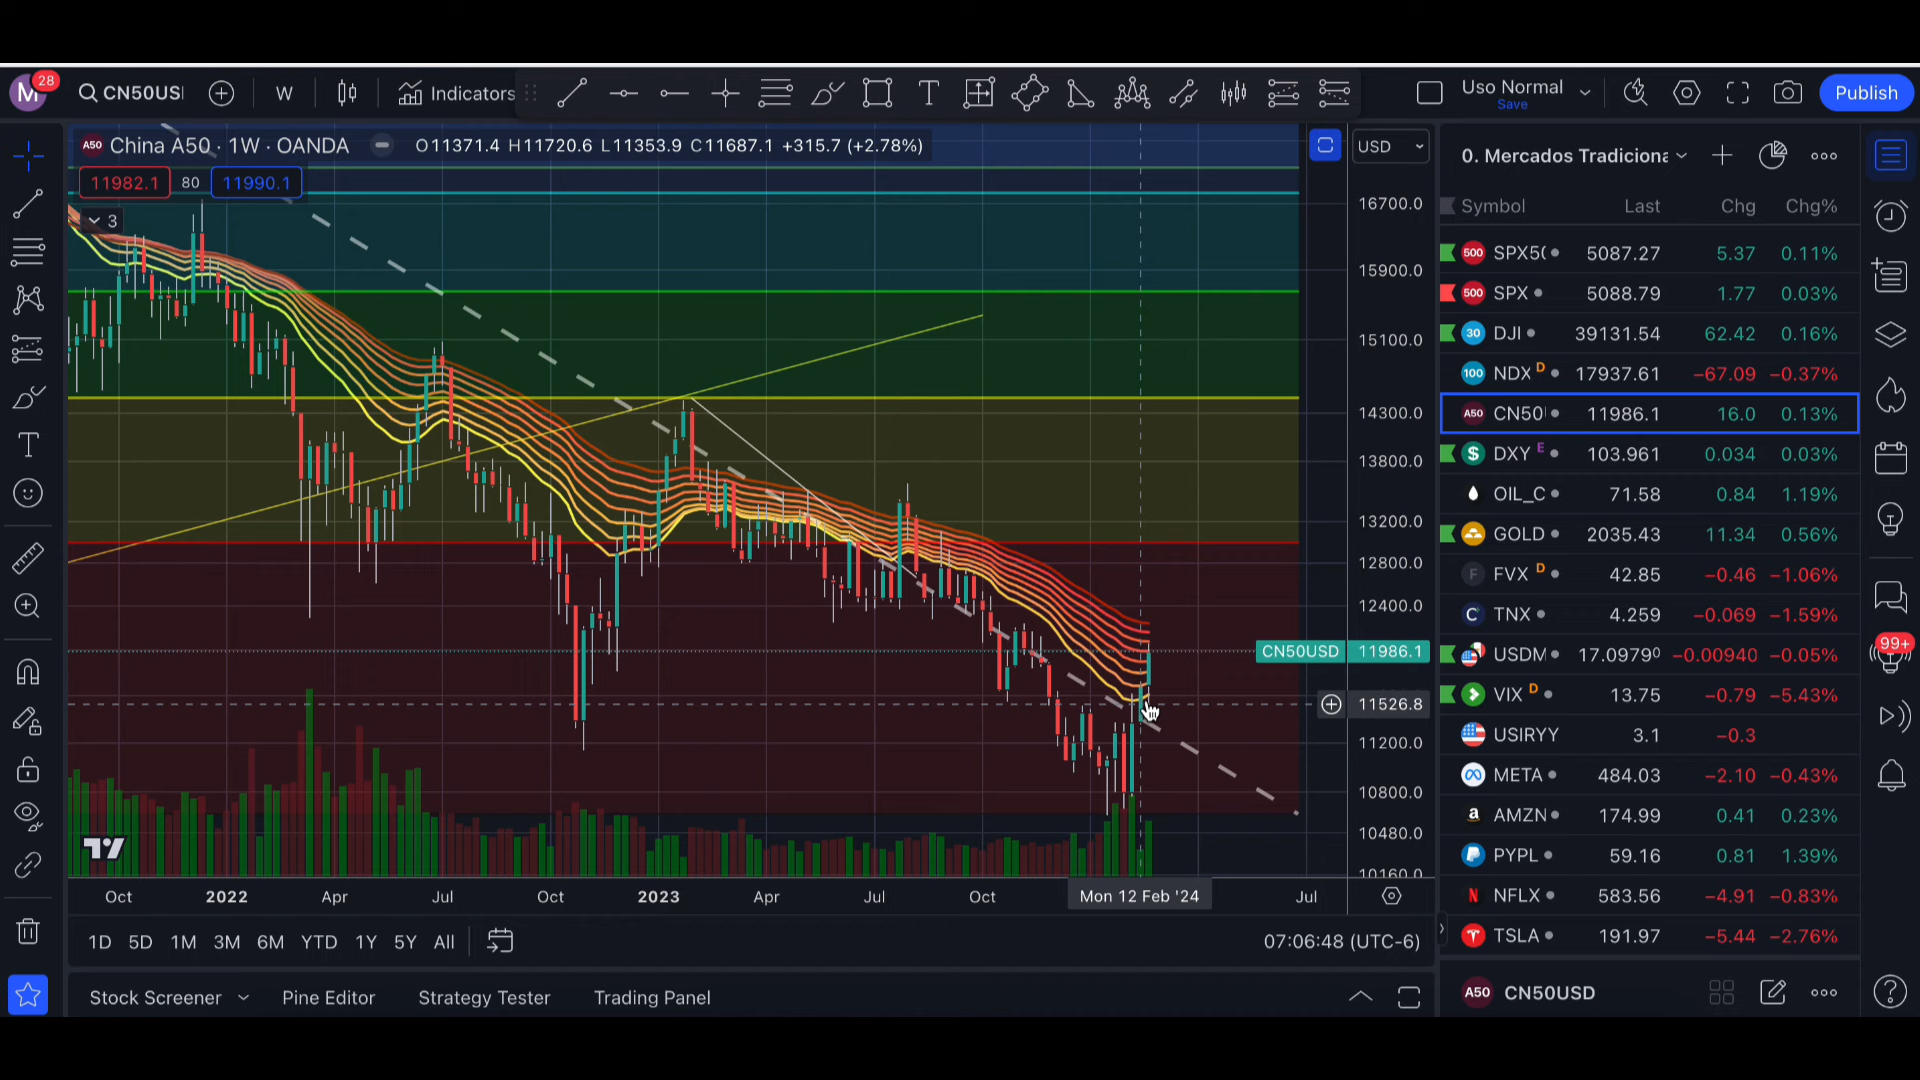 M 28 CN50USI W Indicators T Uso Normal Save Publish
A50 China A50 · 1W · OANDA O11371.4 H11720.6 L11353.9 C11687.1 +315.7 (+2.78%) USD
11982.1 80 11990.1
3
16700.0
15900.0
15100.0
14300.0
13800.0
13200.0
12800.0
12400.0
CN50USD 11986.1
11526.8
11200.0
10800.0
10480.0
10160.0
Oct 2022 Apr Jul Oct 2023 Apr Jul Oct Mon 12 Feb '24 Jul
1D 5D 1M 3M 6M YTD 1Y 5Y All 07:06:48 (UTC-6)
Stock Screener Pine Editor Strategy Tester Trading Panel
0. Mercados Tradiciona
Symbol Last Chg Chg%
500 SPX50 5087.27 5.37 0.11%
500 SPX 5088.79 1.77 0.03%
30 DJI 39131.54 62.42 0.16%
100 NDX D 17937.61 −67.09 −0.37%
A50 CN50 11986.1 16.0 0.13%
$ DXY E 103.961 0.034 0.03%
OIL_C 71.58 0.84 1.19%
GOLD 2035.43 11.34 0.56%
F FVX D 42.85 −0.46 −1.06%
C TNX 4.259 −0.069 −1.59%
USDM 17.0979⁰ −0.00940 −0.05%
VIX D 13.75 −0.79 −5.43%
USIRYY 3.1 −0.3
META 484.03 −2.10 −0.43%
a AMZN 174.99 0.41 0.23%
PYPL 59.16 0.81 1.39%
N NFLX 583.56 −4.91 −0.83%
TSLA 191.97 −5.44 −2.76%
A50 CN50USD
99+